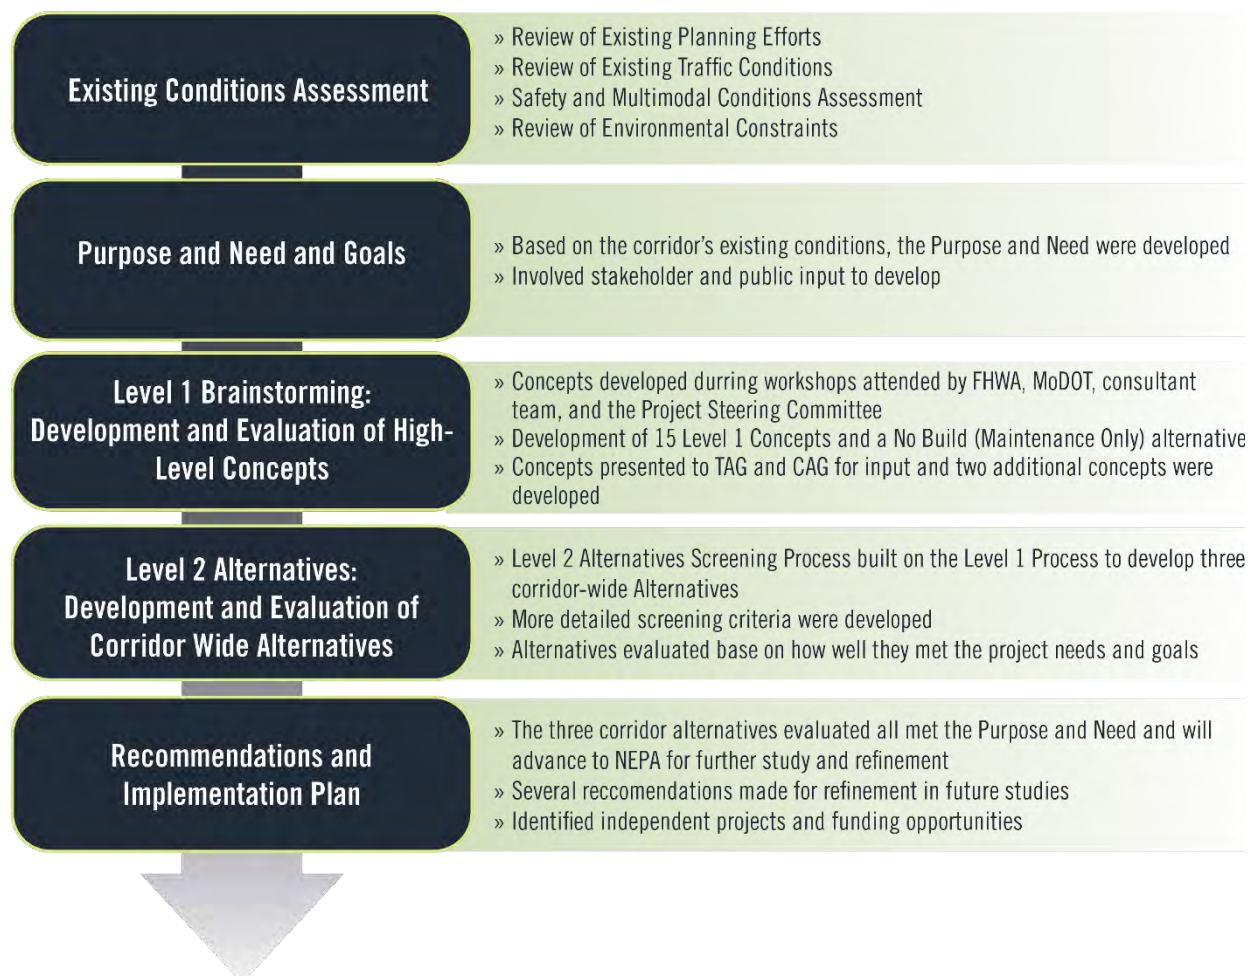 Existing Conditions Assessment
» Review of Existing Planning Efforts
» Review of Existing Traffic Conditions
» Safety and Multimodal Conditions Assessment
» Review of Environmental Constraints
Purpose and Need and Goals
» Based on the corridor's existing conditions, the Purpose and Need were developed
» Involved stakeholder and public input to develop
Level 1 Brainstorming:
Development and Evaluation of High-
Level Concepts
» Concepts developed durring workshops attended by FHWA, MoDOT, consultant
team, and the Project Steering Committee
» Development of 15 Level 1 Concepts and a No Build (Maintenance Only) alternative
» Concepts presented to TAG and CAG for input and two additional concepts were
developed
Level 2 Alternatives:
Development and Evaluation of
Corridor Wide Alternatives
» Level 2 Alternatives Screening Process built on the Level 1 Process to develop three
corridor-wide Alternatives
» More detailed screening criteria were developed
» Alternatives evaluated base on how well they met the project needs and goals
Recommendations and
Implementation Plan
» The three corridor alternatives evaluated all met the Purpose and Need and will
advance to NEPA for further study and refinement
» Several reccomendations made for refinement in future studies
» Identified independent projects and funding opportunities